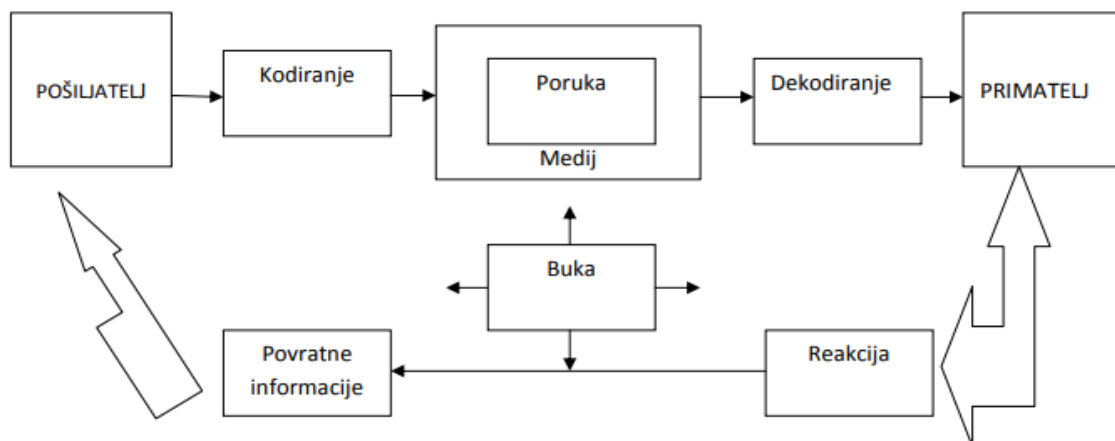 POŠILJATELJ
Kodiranje
Poruka
Medij
Dekodiranje
PRIMATELJ
Buka
Povratne
informacije
Reakcija